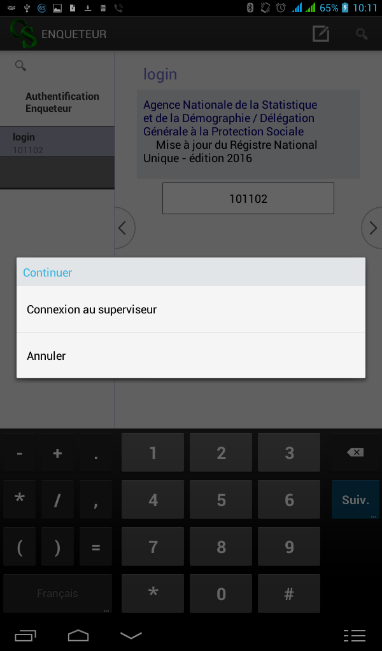 65% 10:11
ENQUETEUR
Authentification
Enqueteur
login
101102
login
Agence Nationale de la Statistique
et de la Démographie / Délégation
Générale à la Protection Sociale
Mise à jour du Régistre National
Unique - édition 2016
101102
Continuer
Connexion au superviseur
Annuler
- + . 1 2 3
* / , 4 5 6 Suiv.
( ) = 7 8 9
Français * 0 #